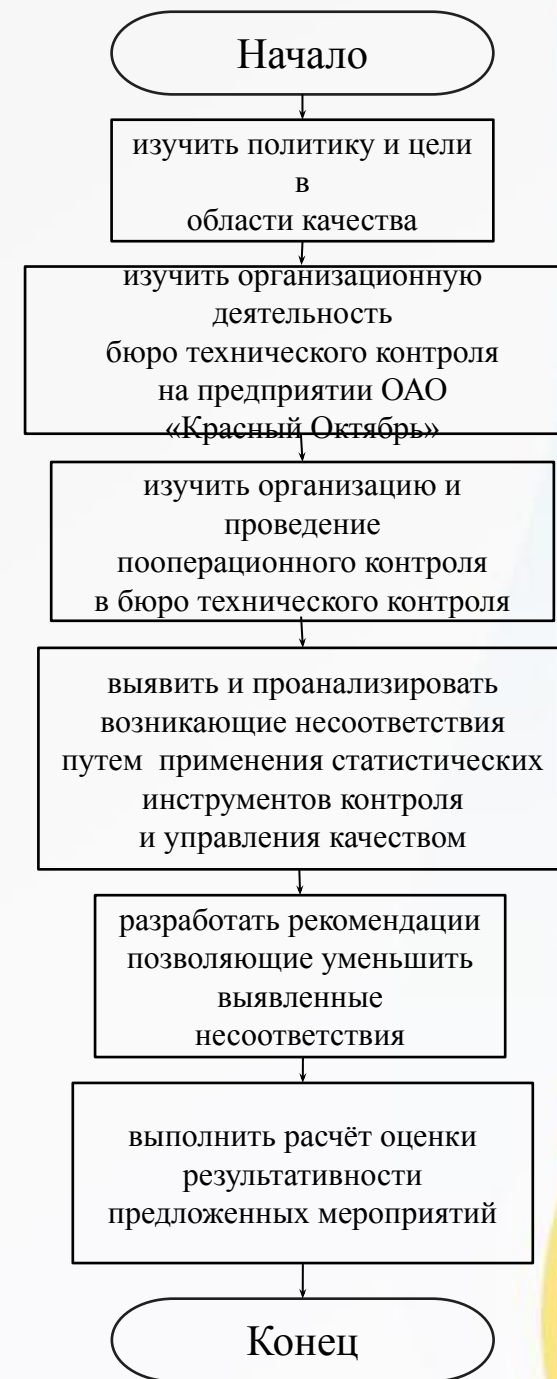 Начало
изучить политику и цели
в
области качества
изучить организационную
деятельность
бюро технического контроля
на предприятии ОАО
«Красный Октябрь»
изучить организацию и
проведение
пооперационного контроля
в бюро технического контроля
выявить и проанализировать
возникающие несоответствия
путем применения статистических
инструментов контроля
и управления качеством
разработать рекомендации
позволяющие уменьшить
выявленные
несоответствия
выполнить расчёт оценки
результативности
предложенных мероприятий
Конец